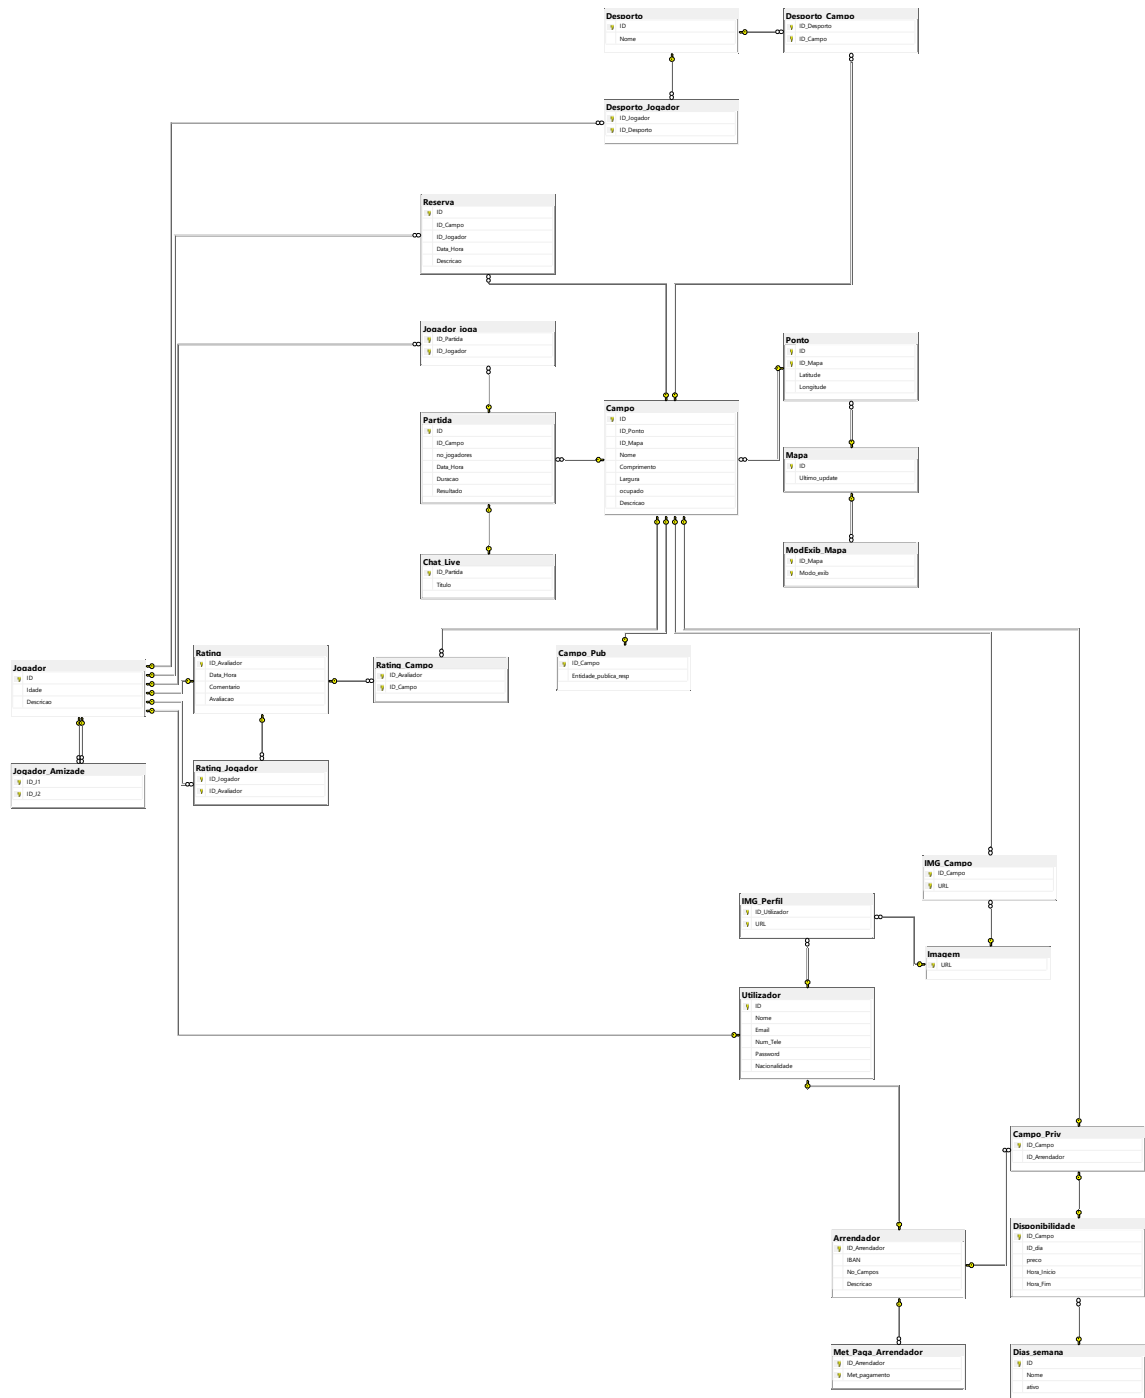 Desporto
ID
Nome
Desporto_Campo
ID_Desporto
ID_Campo
Desporto_Jogador
ID_Jogador
ID_Desporto
Reserva
ID
ID_Campo
ID_Jogador
Data_Hora
Descricao
Jogador_joga
ID_Partida
ID_Jogador
Ponto
ID
ID_Mapa
Latitude
Longitude
Campo
ID
ID_Ponto
ID_Mapa
Nome
Comprimento
Largura
ocupado
Descricao
Partida
ID
ID_Campo
no_jogadores
Data_Hora
Duracao
Resultado
Mapa
ID
Ultimo_update
ModExib_Mapa
ID_Mapa
Modo_exib
Chat_Live
ID_Partida
Titulo
Jogador
ID
Idade
Descricao
Rating
ID_Avaliador
Data_Hora
Comentario
Avaliacao
Rating_Campo
ID_Avaliador
ID_Campo
Campo_Pub
ID_Campo
Entidade_publica_resp
Jogador_Amizade
ID_J1
ID_J2
Rating_Jogador
ID_Jogador
ID_Avaliador
IMG_Campo
ID_Campo
URL
IMG_Perfil
ID_Utilizador
URL
Imagem
URL
Utilizador
ID
Nome
Email
Num_Tele
Password
Nacionalidade
Campo_Priv
ID_Campo
ID_Arrendador
Arrendador
ID_Arrendador
IBAN
No_Campos
Descricao
Disponibilidade
ID_Campo
ID_dia
preco
Hora_Inicio
Hora_Fim
Met_Paga_Arrendador
ID_Arrendador
Met_pagamento
Dias_semana
ID
Nome
ativo